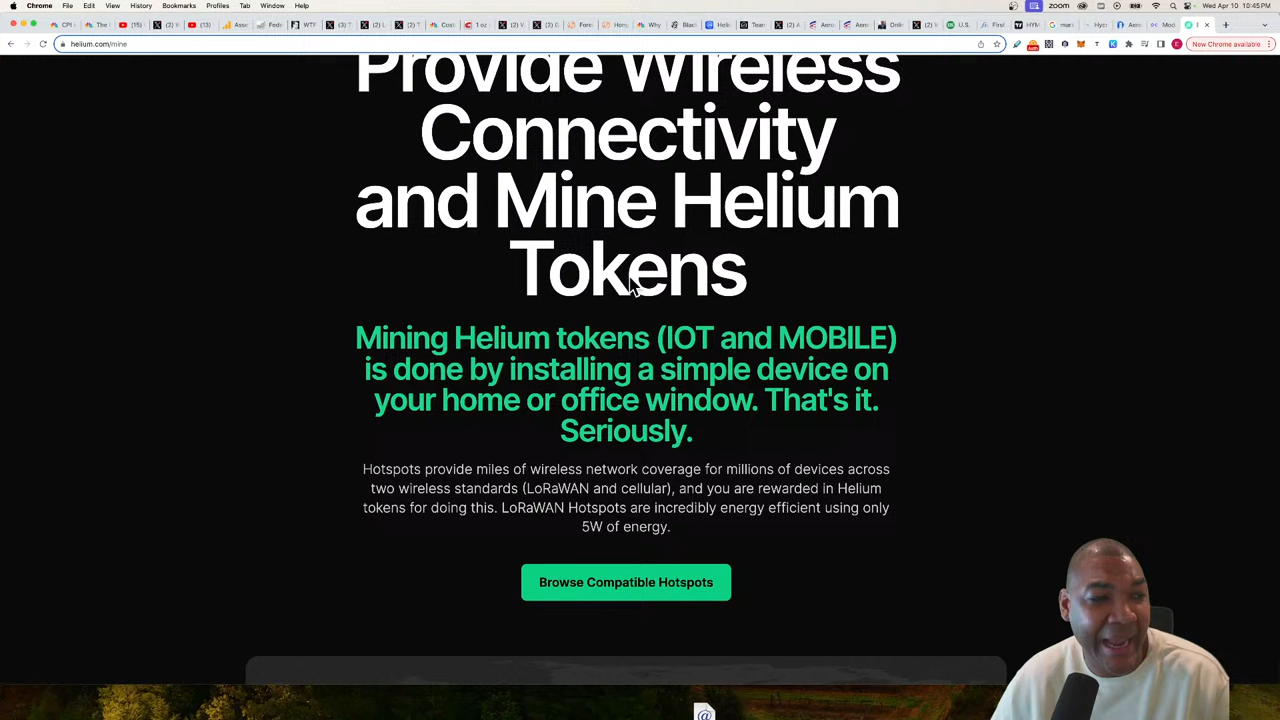 Chrome File Edit View History Bookmarks Profiles Tab Window Help
zoom Wed Apr 10 10:45 PM
helium.com/mine
New Chrome available
Provide Wireless
Connectivity
and Mine Helium
Tokens
Mining Helium tokens (IOT and MOBILE)
is done by installing a simple device on
your home or office window. That's it.
Seriously.
Hotspots provide miles of wireless network coverage for millions of devices across
two wireless standards (LoRaWAN and cellular), and you are rewarded in Helium
tokens for doing this. LoRaWAN Hotspots are incredibly energy efficient using only
5W of energy.
Browse Compatible Hotspots